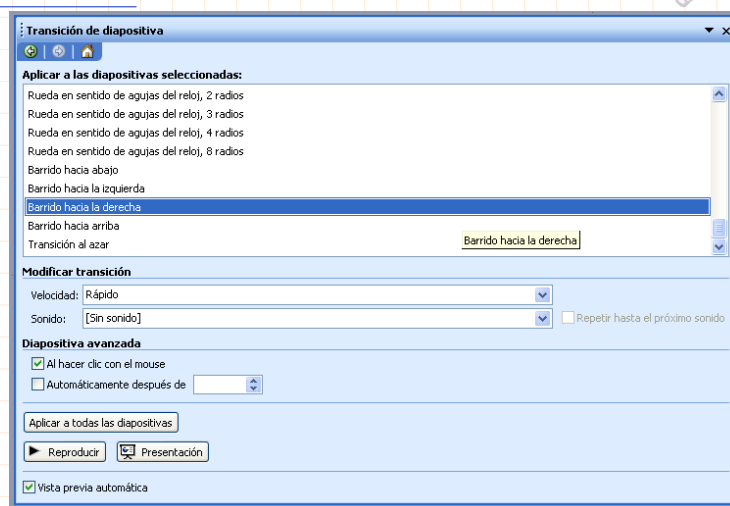 Transición de diapositiva
Aplicar a las diapositivas seleccionadas:
Rueda en sentido de agujas del reloj, 2 radios
Rueda en sentido de agujas del reloj, 3 radios
Rueda en sentido de agujas del reloj, 4 radios
Rueda en sentido de agujas del reloj, 8 radios
Barrido hacia abajo
Barrido hacia la izquierda
Barrido hacia la derecha
Barrido hacia arriba
Transición al azar
Barrido hacia la derecha
Modificar transición
Velocidad: Rápido
Sonido: [Sin sonido] Repetir hasta el próximo sonido
Diapositiva avanzada
Al hacer clic con el mouse
Automáticamente después de
Aplicar a todas las diapositivas
Reproducir Presentación
Vista previa automática